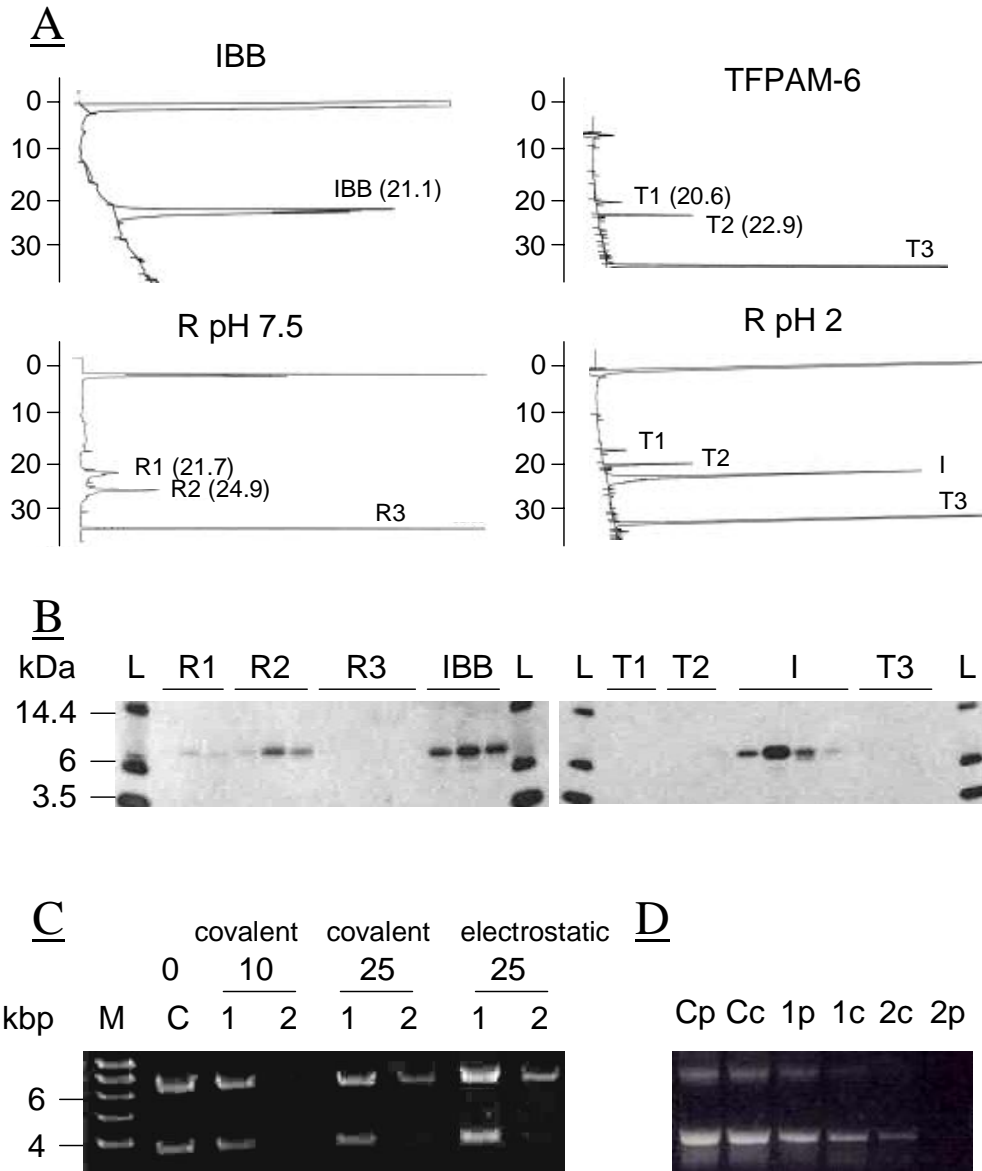 A
IBB
0
10
20
30
IBB (21.1)
TFPAM-6
0
10
20
30
T1 (20.6)
T2 (22.9)
T3
R pH 7.5
0
10
20
30
R1 (21.7)
R2 (24.9)
R3
R pH 2
0
10
20
30
T1
T2
I
T3
B
kDa L R1 R2 R3 IBB L L T1 T2 I T3 L
14.4
6
3.5
C
covalent covalent electrostatic
0 10 25 25
kbp M C 1 2 1 2 1 2
6
4
D
Cp Cc 1p 1c 2c 2p